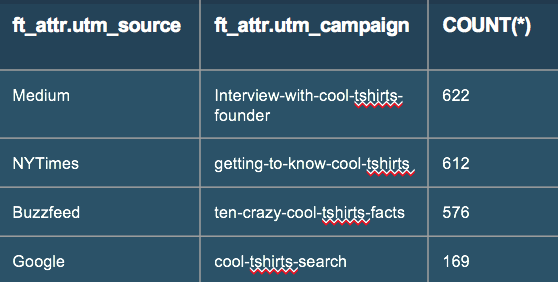 ft_attr.utm_source ft_attr.utm_campaign COUNT(*)
Medium Interview-with-cool-tshirts- 622
founder
NYTimes getting-to-know-cool-tshirts 612
Buzzfeed ten-crazy-cool-tshirts-facts 576
Google cool-tshirts-search 169